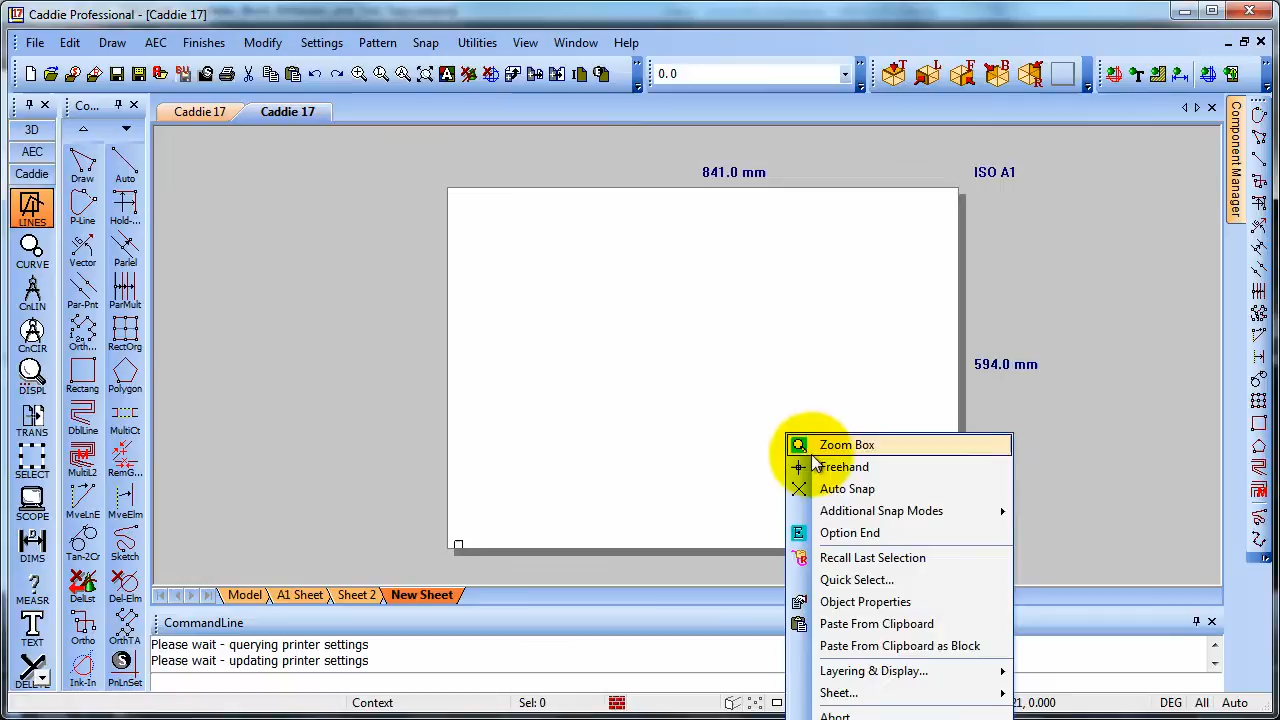 Caddie Professional - [Caddie 17]
File Edit Draw AEC Finishes Modify Settings Pattern Snap Utilities View Window Help
0. 0
Co...
Caddie 17 Caddie 17
3D
AEC
Caddie
LINES
CURVE
CnLIN
CnCIR
DISPL
TRANS
SELECT
SCOPE
DIMS
MEASR
TEXT
Draw Auto
P-Line Hold-...
Vector Parlel
Par-Pnt ParMult
Orth... RectOrg
Rectang Polygon
DblLine MultiCt
MultiL2 RemG...
MveLnE MveElm
Tan-2Cr Sketch
DelLst Del-Elm
Ortho OrthTA
Ink-In PnLnSet
841.0 mm ISO A1
594.0 mm
Component Manager
Zoom Box
Freehand
Auto Snap
Additional Snap Modes
Option End
Recall Last Selection
Quick Select...
Object Properties
Paste From Clipboard
Paste From Clipboard as Block
Layering & Display...
Sheet...
Abort
Model A1 Sheet Sheet 2 New Sheet
CommandLine
Please wait - querying printer settings
Please wait - updating printer settings
Context Sel: 0 21, 0.000 DEG All Auto